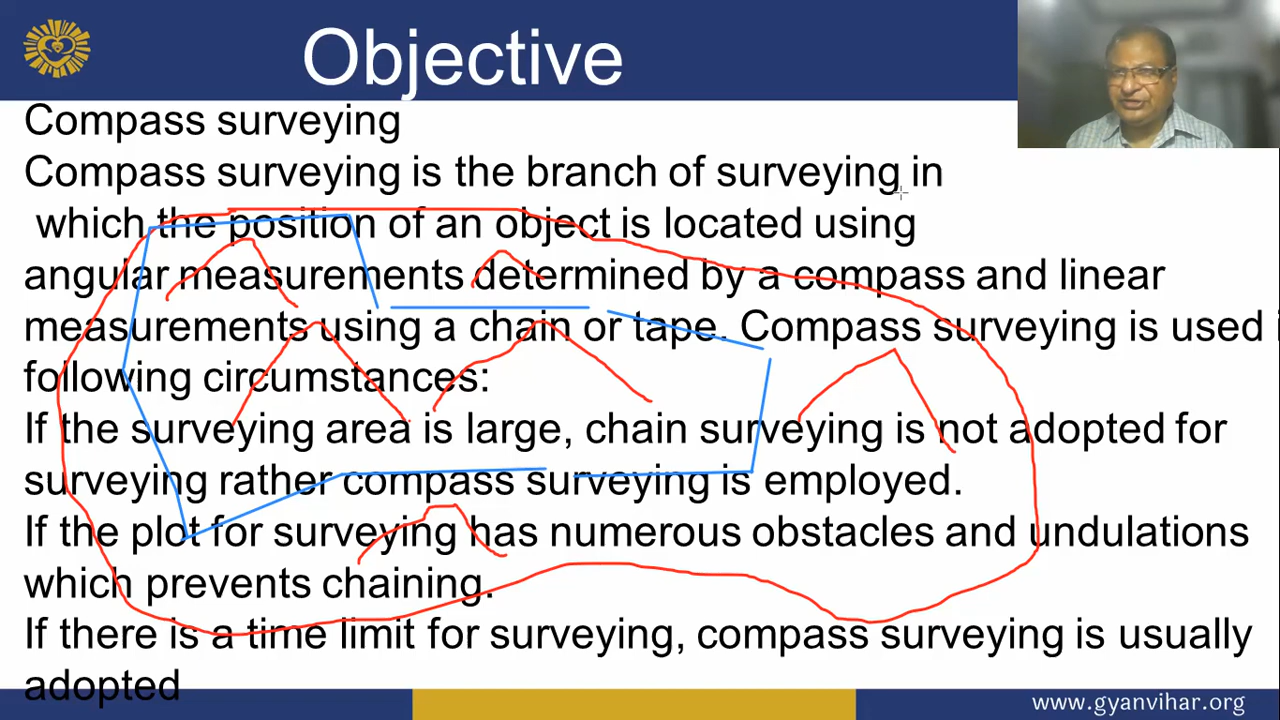 Objective
Compass surveying
Compass surveying is the branch of surveying in
which the position of an object is located using
angular measurements determined by a compass and linear
measurements using a chain or tape. Compass surveying is used i
following circumstances:
If the surveying area is large, chain surveying is not adopted for
surveying rather compass surveying is employed.
If the plot for surveying has numerous obstacles and undulations
which prevents chaining.
If there is a time limit for surveying, compass surveying is usually
adopted
www.gyanvihar.org